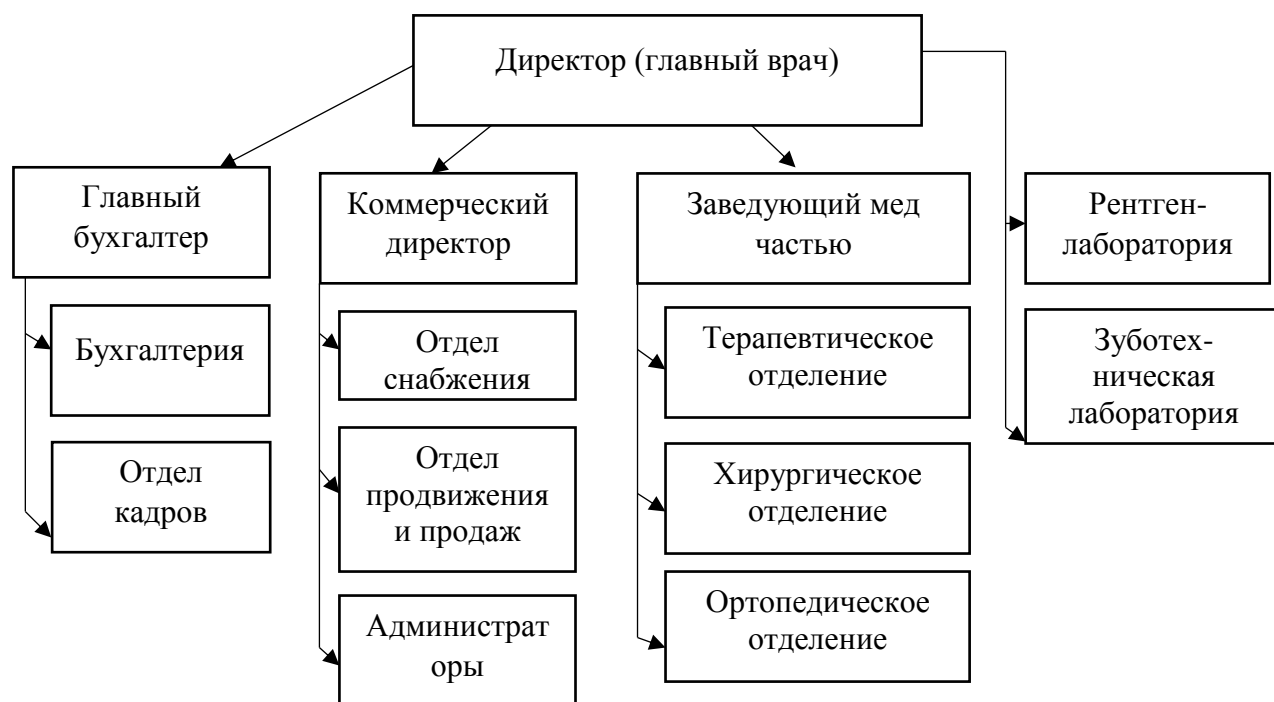 Директор (главный врач)
Главный
бухгалтер
Коммерческий
директор
Заведующий мед
частью
Рентген-
лаборатория
Бухгалтерия
Отдел
кадров
Отдел
снабжения
Отдел
продвижения
и продаж
Администрат
оры
Терапевтическое
отделение
Хирургическое
отделение
Ортопедическое
отделение
Зуботех-
ническая
лаборатория